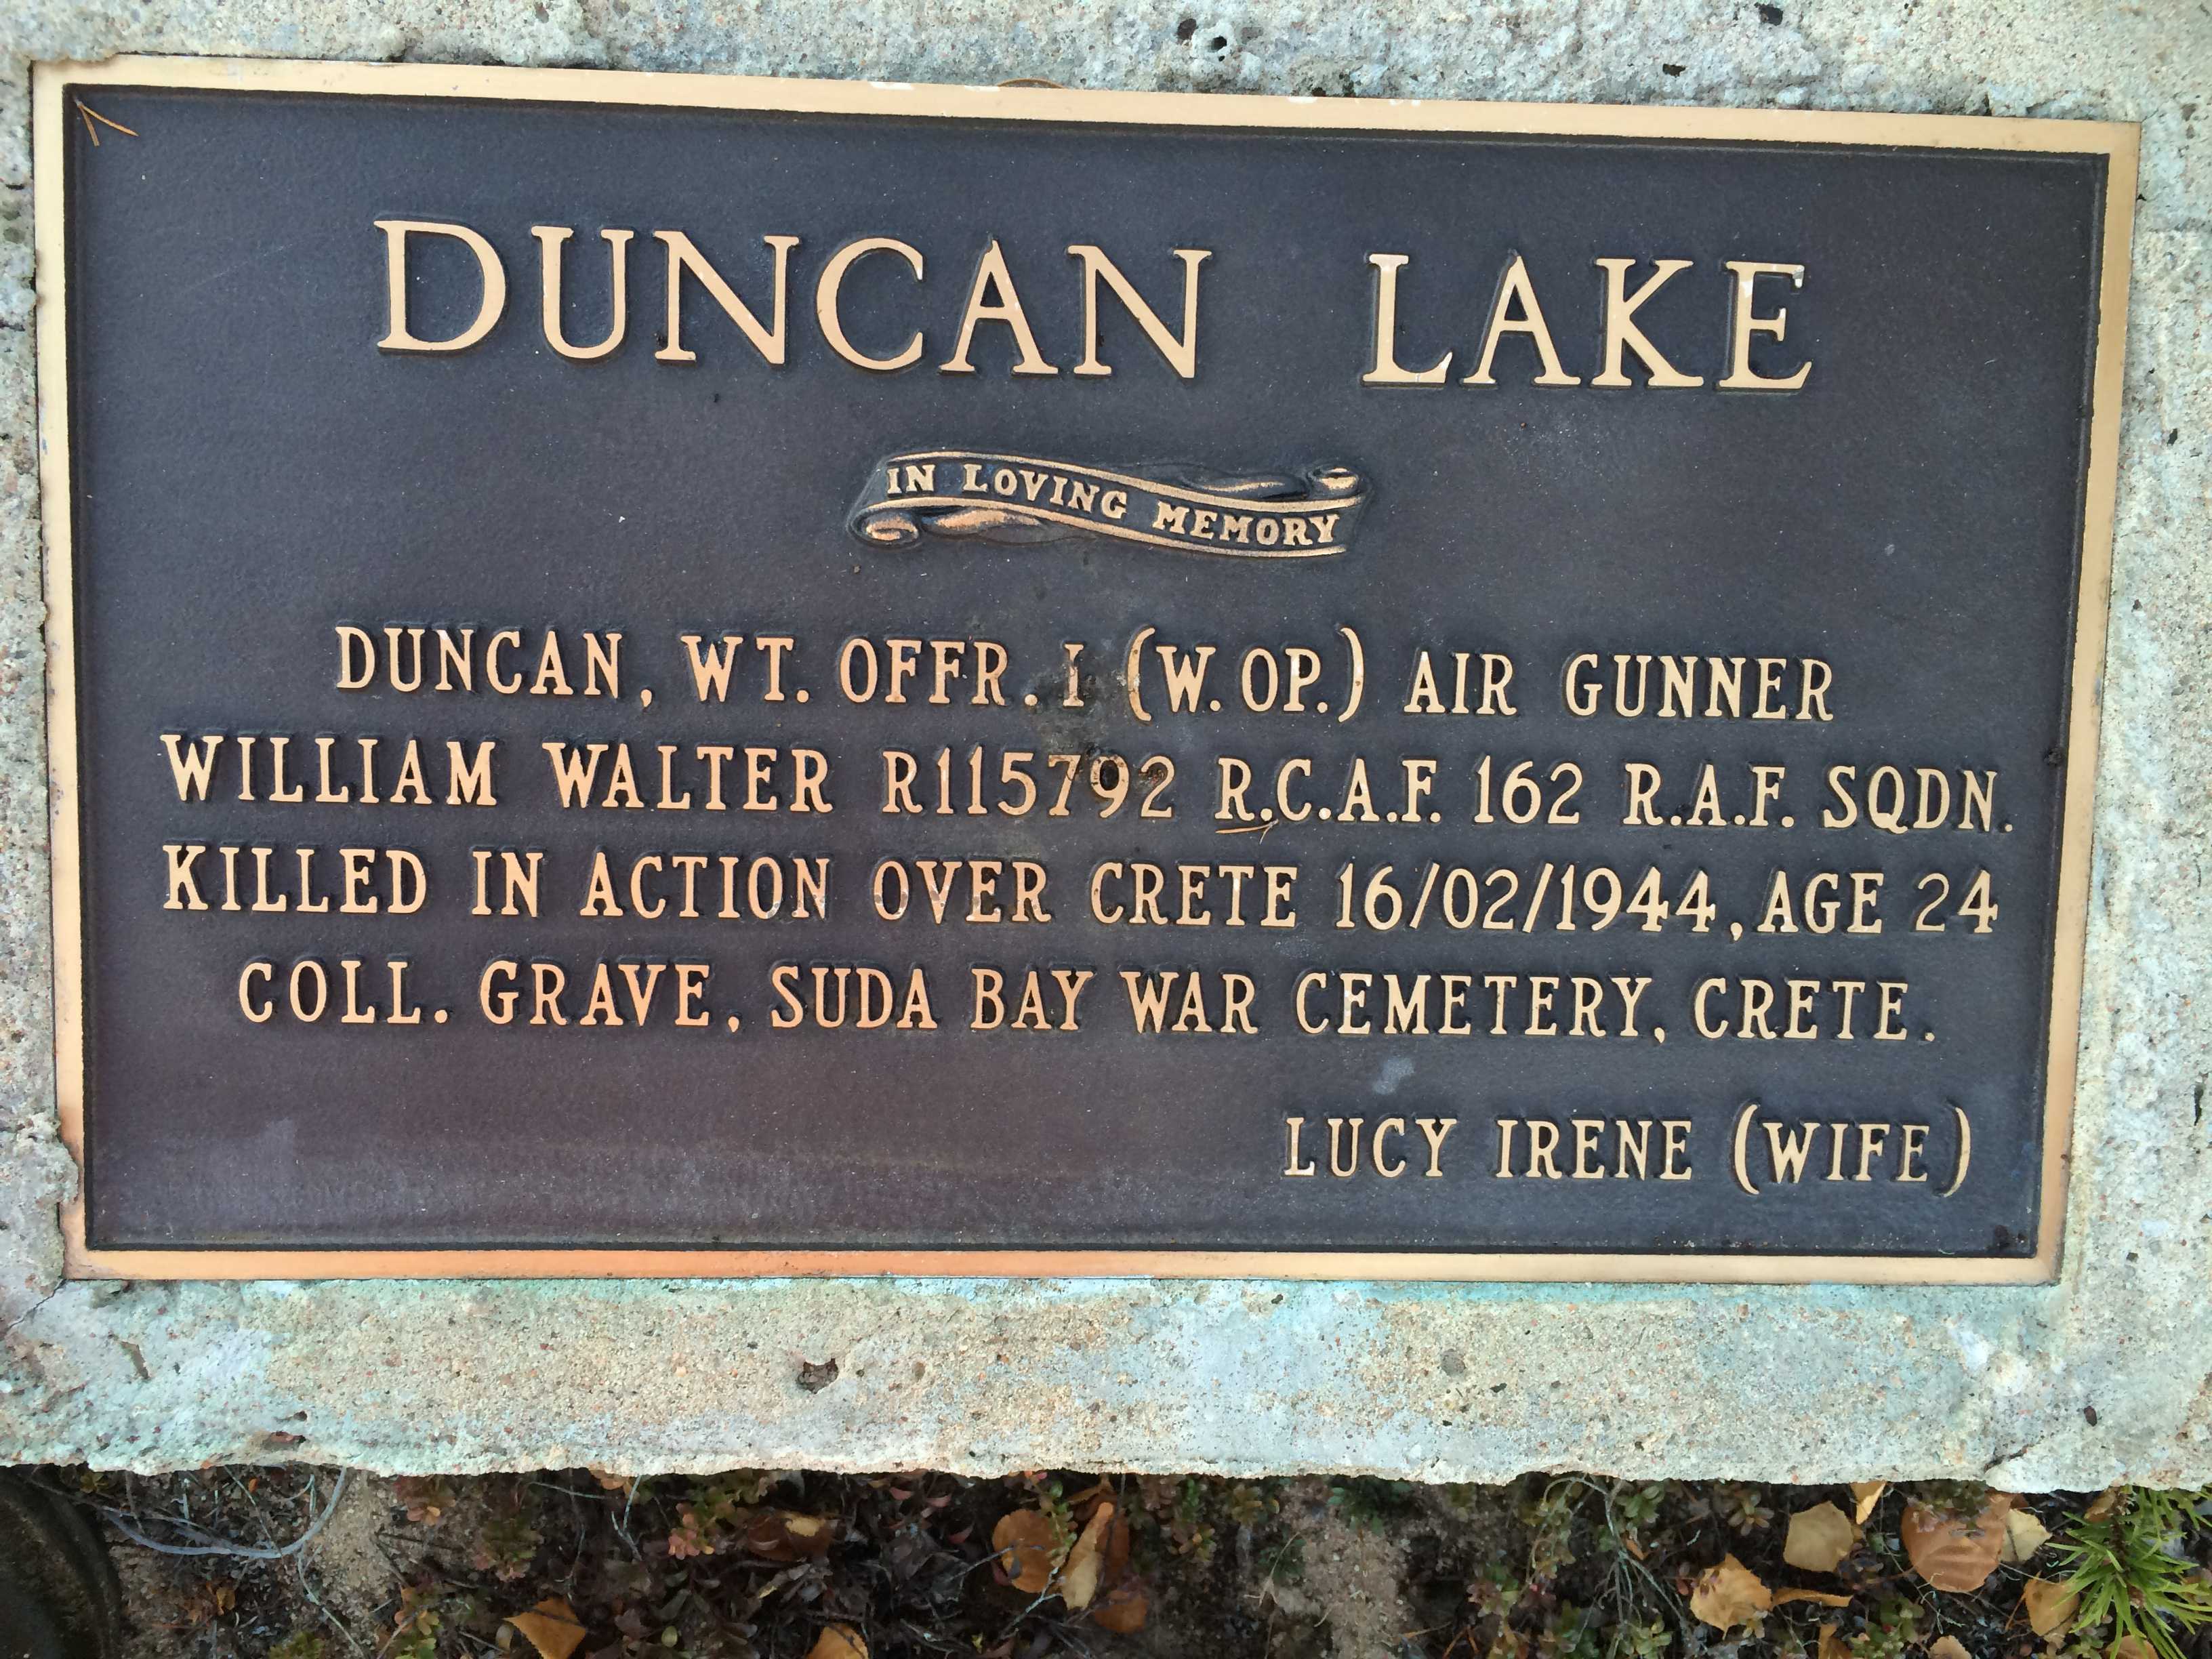 DUNCAN LAKE
IN LOVING MEMORY
DUNCAN, WT. OFFR. I (W.OP.) AIR GUNNER
WILLIAM WALTER R115792 R.C.A.F. 162 R.A.F. SQDN.
KILLED IN ACTION OVER CRETE 16/02/1944, AGE 24
COLL. GRAVE, SUDA BAY WAR CEMETERY, CRETE.
LUCY IRENE (WIFE)